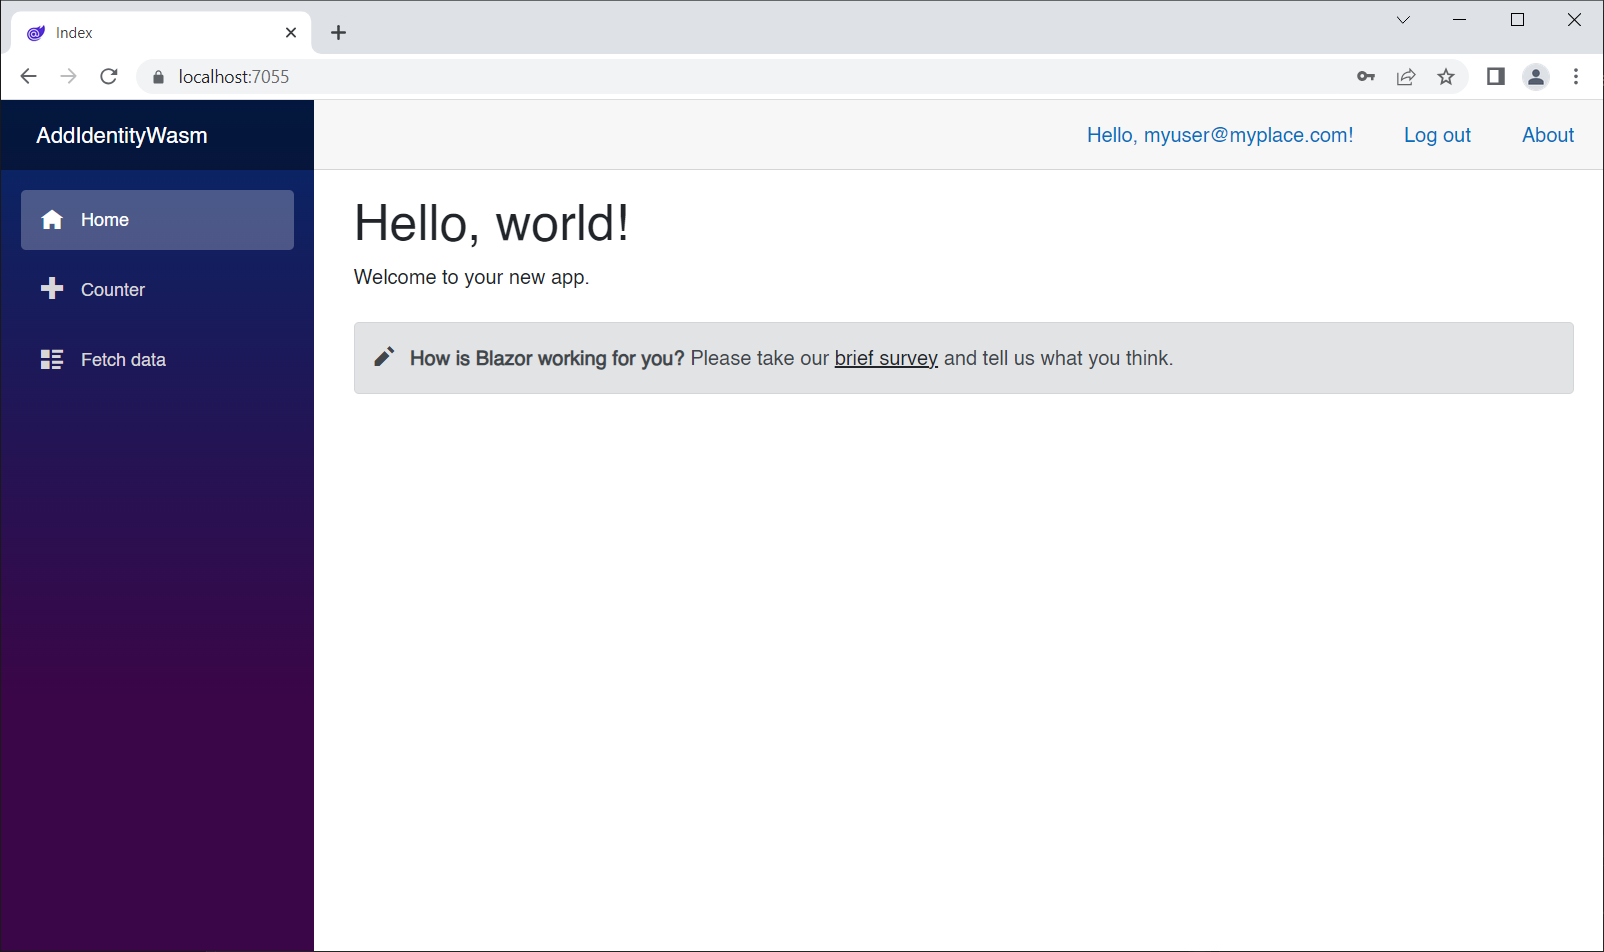 Index
localhost:7055
AddIdentityWasm
Hello, myuser@myplace.com! Log out About
Home
Counter
Fetch data
Hello, world!
Welcome to your new app.
How is Blazor working for you? Please take our brief survey and tell us what you think.